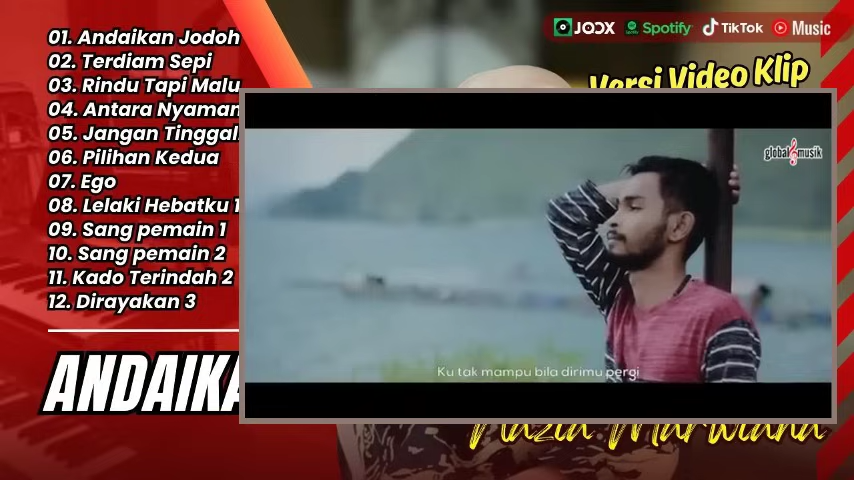 01. Andaikan Jodoh
02. Terdiam Sepi
03. Rindu Tapi Malu
04. Antara Nyaman
05. Jangan Tinggal
06. Pilihan Kedua
07. Ego
08. Lelaki Hebatku 1
09. Sang pemain 1
10. Sang pemain 2
11. Kado Terindah 2
12. Dirayakan 3
ANDAIKA
JOOX Spotify TikTok Music
Versi Video Klip
global musik
Ku tak mampu bila dirimu pergi
Nazia Marwiana